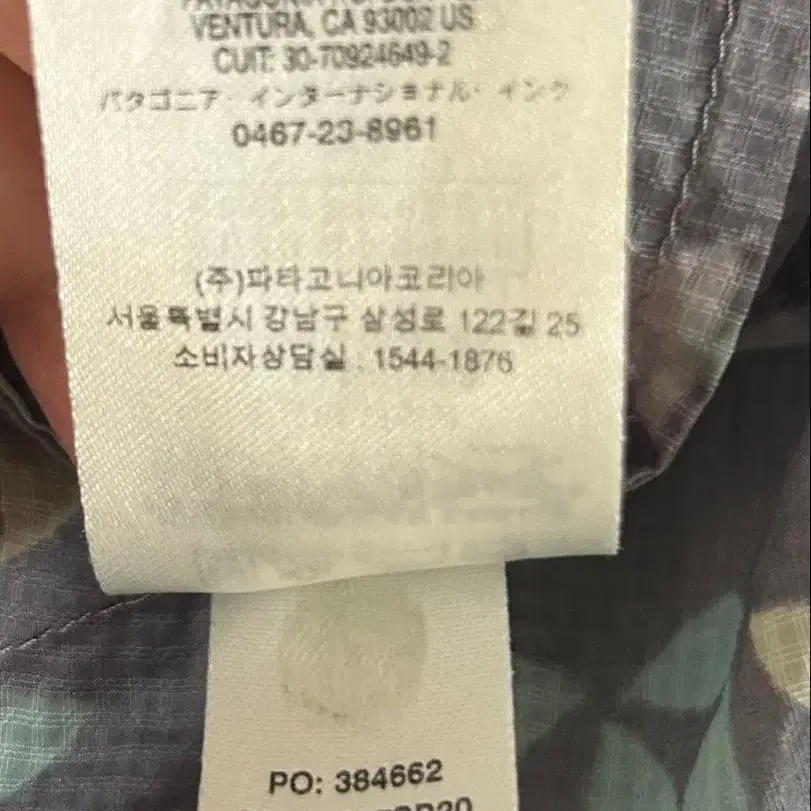 VENTURA, CA 93002 US
CUIT: 30-70924649-2
パタゴニア・インターナショナル・インク
0467-23-8961
(주)파타고니아코리아
서울특별시 강남구 삼성로 122길 25
소비자상담실 : 1544-1876
PO: 384662